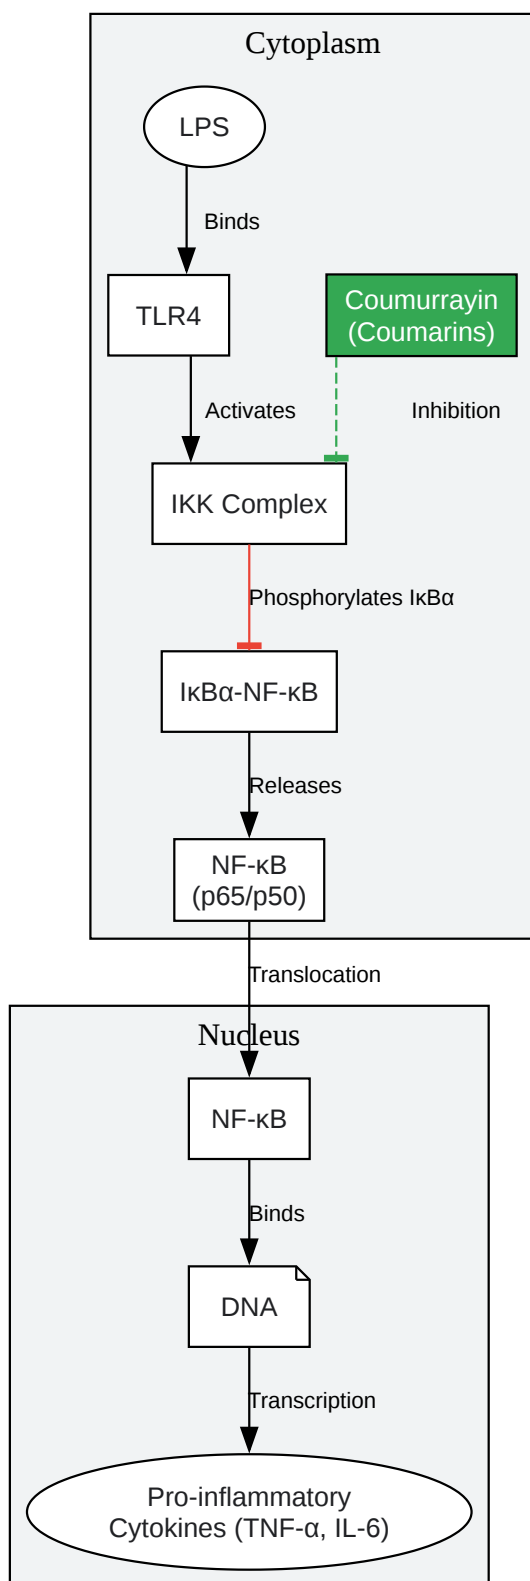 Cytoplasm
LPS
Binds
TLR4
Coumurrayin
(Coumarins)
Activates
Inhibition
IKK Complex
Phosphorylates IκBα
IκBα-NF-κB
Releases
NF-κB
(p65/p50)
Translocation
Nucleus
NF-κB
Binds
DNA
Transcription
Pro-inflammatory
Cytokines (TNF-α, IL-6)